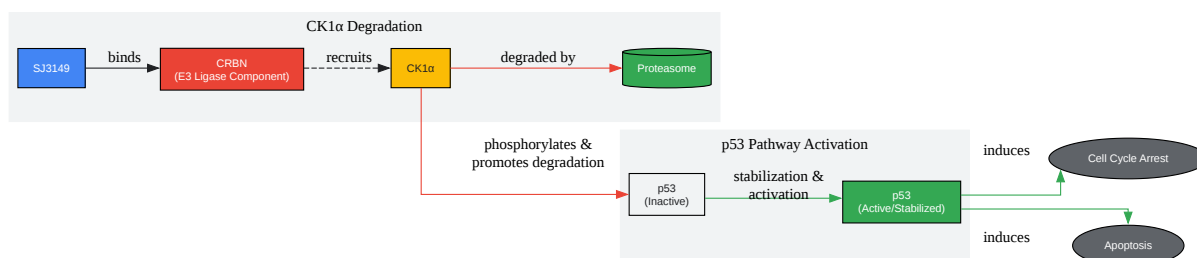 CK1α Degradation
SJ3149
binds
CRBN
(E3 Ligase Component)
recruits
CK1α
degraded by
Proteasome
phosphorylates &
promotes degradation
p53 Pathway Activation
p53
(Inactive)
stabilization &
activation
p53
(Active/Stabilized)
induces
Cell Cycle Arrest
induces
Apoptosis